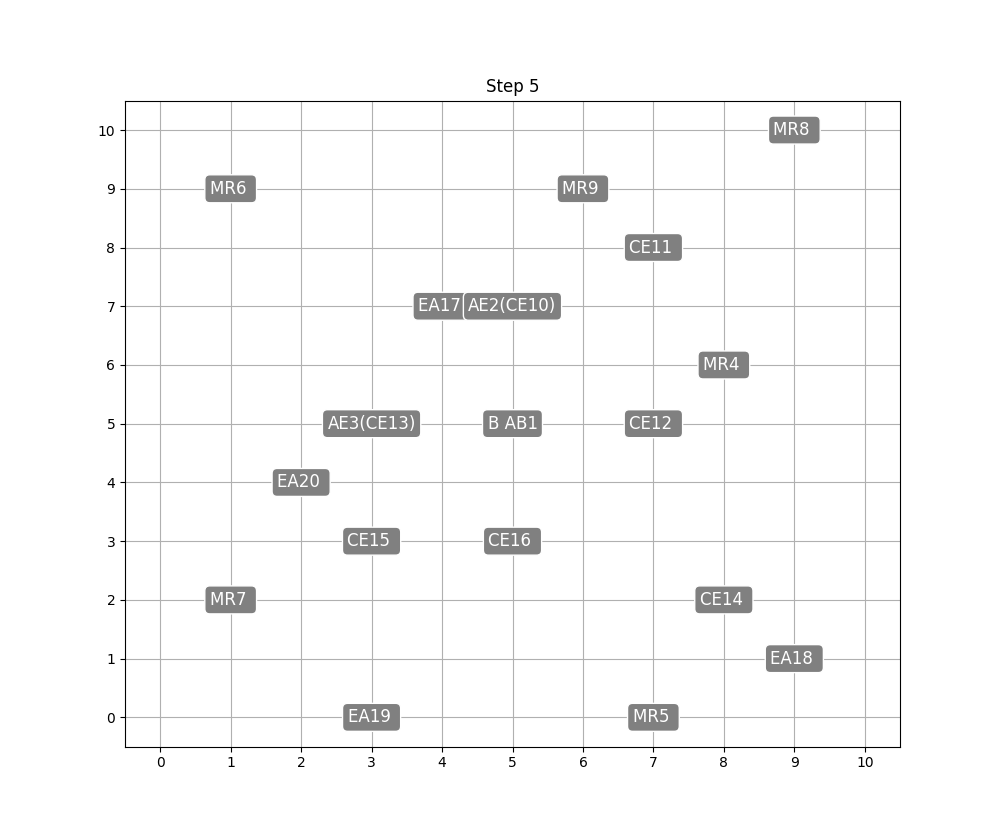 Step 5
10
MR8
9
MR6
MR9
8
CE11
7
EA17
AE2(CE10)
6
MR4
5
AE3(CE13)
B AB1
CE12
4
EA20
3
CE15
CE16
2
MR7
CE14
1
EA18
0
EA19
MR5
0 1 2 3 4 5 6 7 8 9 10